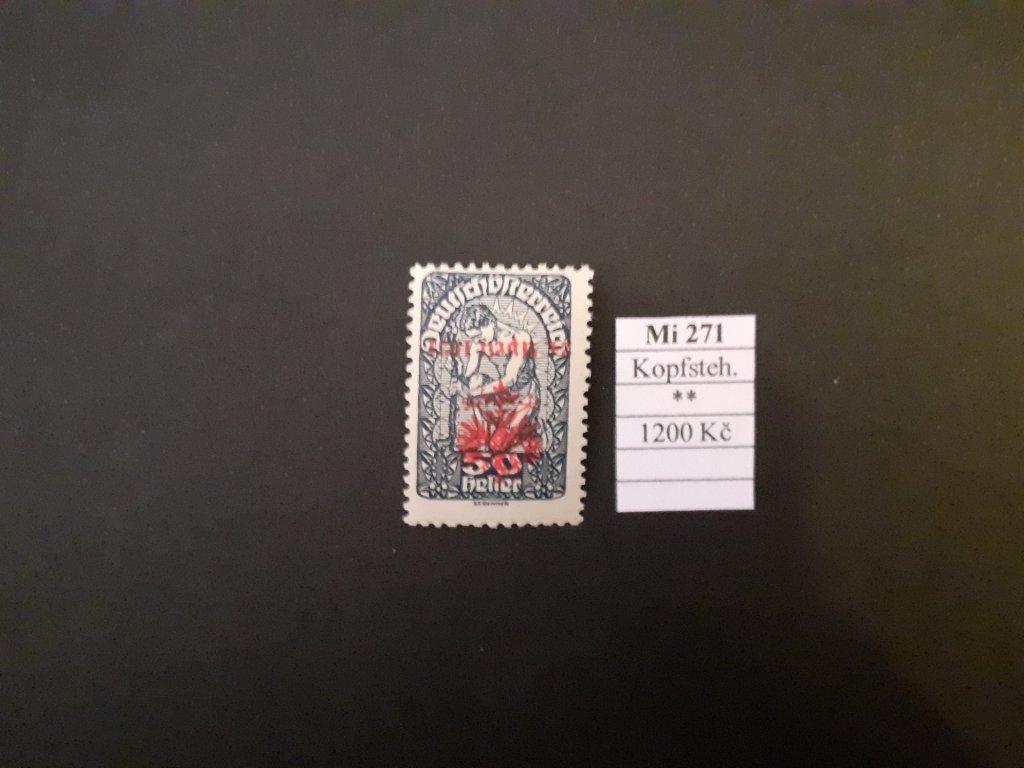 Deutschösterreich
50
Heller
Mi 271
Kopfsteh.
**
1200 Kč